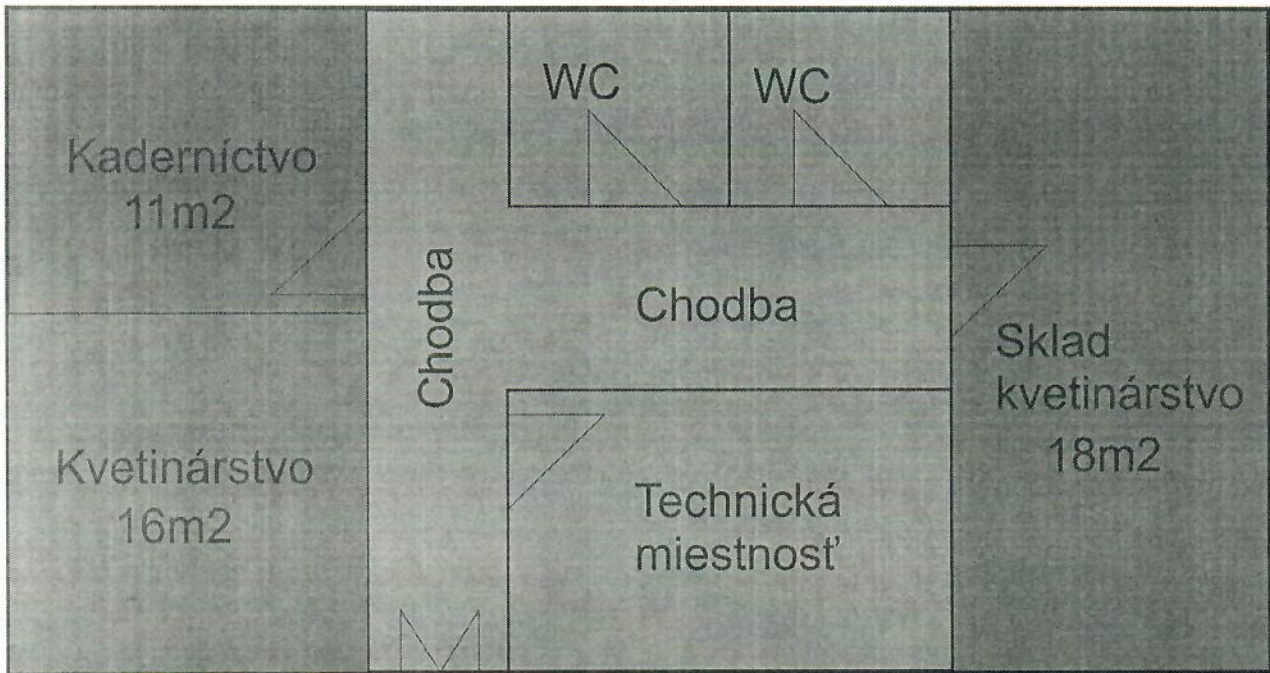 Kaderníctvo
11m2
Kvetinárstvo
16m2
Chodba
WC
WC
Chodba
Technická
miestnosť
Sklad
kvetinárstvo
18m2